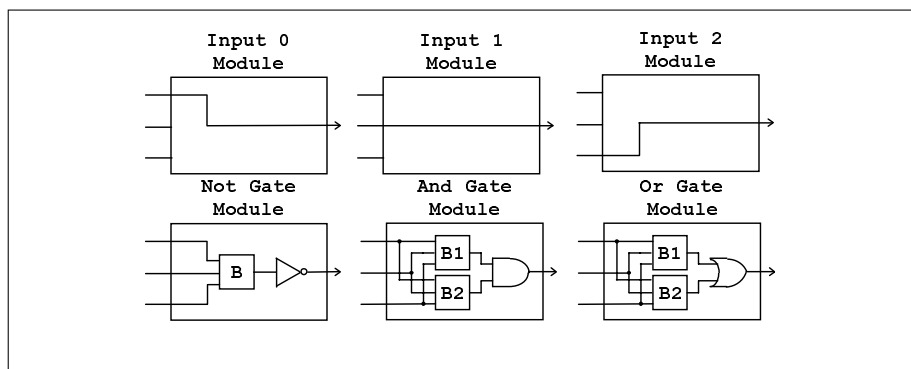 Input 0
Module
Input 1
Module
Input 2
Module
Not Gate
Module
B
And Gate
Module
B1
B2
Or Gate
Module
B1
B2